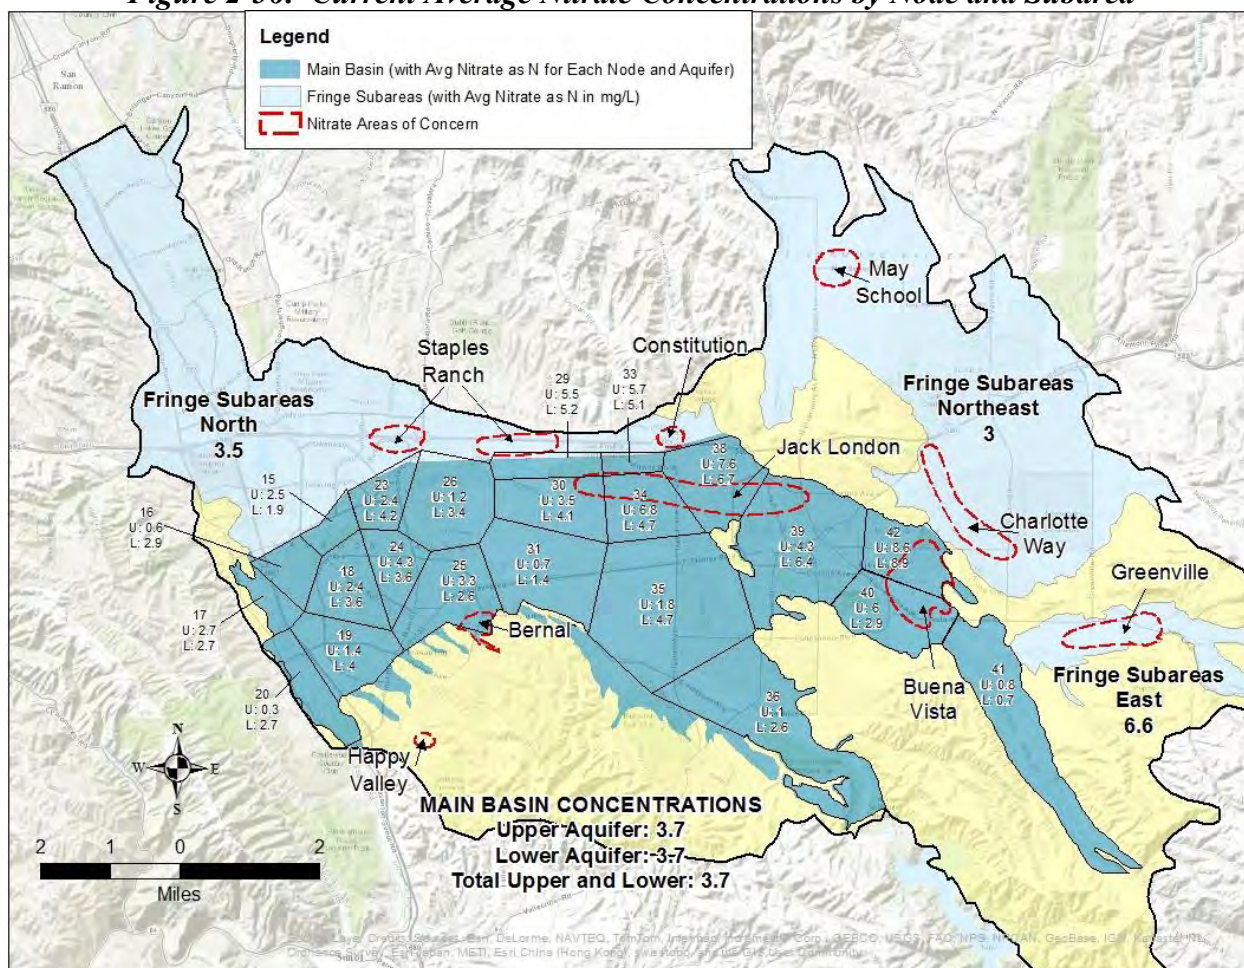 Figure 2-36: Current Average Nitrate Concentrations by Node and Subarea
Legend
Main Basin (with Avg Nitrate as N for Each Node and Aquifer)
Fringe Subareas (with Avg Nitrate as N in mg/L)
Nitrate Areas of Concern
San
Ramon
May
School
Staples
Ranch
Constitution
29
U: 5.5
L: 5.2
33
U: 5.7
L: 5.1
Fringe Subareas
North
3.5
Fringe Subareas
Northeast
3
Jack London
38
U: 7.6
L: 6.7
15
U: 2.5
L: 1.9
23
U: 2.4
L: 4.2
26
U: 1.2
L: 3.4
30
U: 3.5
L: 4.1
34
U: 6.8
L: 4.7
16
U: 0.6
L: 2.9
Charlotte
Way
24
U: 4.3
L: 3.6
39
U: 4.3
L: 6.4
42
U: 8.6
L: 8.9
31
U: 0.7
L: 1.4
18
U: 2.4
L: 3.6
25
U: 3.3
L: 2.6
Greenville
35
U: 1.8
L: 4.7
40
U: 6
L: 2.9
17
U: 2.7
L: 2.7
19
U: 1.4
L: 4
Bernal
Fringe Subareas
East
6.6
41
U: 0.8
L: 0.7
Buena
Vista
20
U: 0.3
L: 2.7
36
U: 1
L: 2.6
Happy
Valley
N
W E
S
MAIN BASIN CONCENTRATIONS
Upper Aquifer: 3.7
Lower Aquifer: 3.7
Total Upper and Lower: 3.7
2 1 0 2
Miles